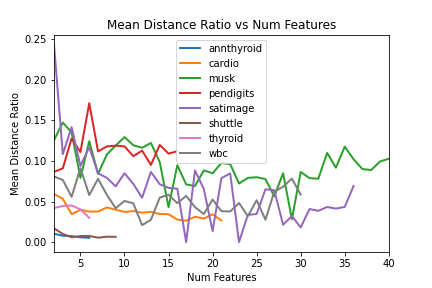 Mean Distance Ratio vs Num Features
Mean Distance Ratio
0.25
0.20
0.15
0.10
0.05
0.00
annthyroid
cardio
musk
pendigits
satimage
shuttle
thyroid
wbc
5 10 15 20 25 30 35 40
Num Features